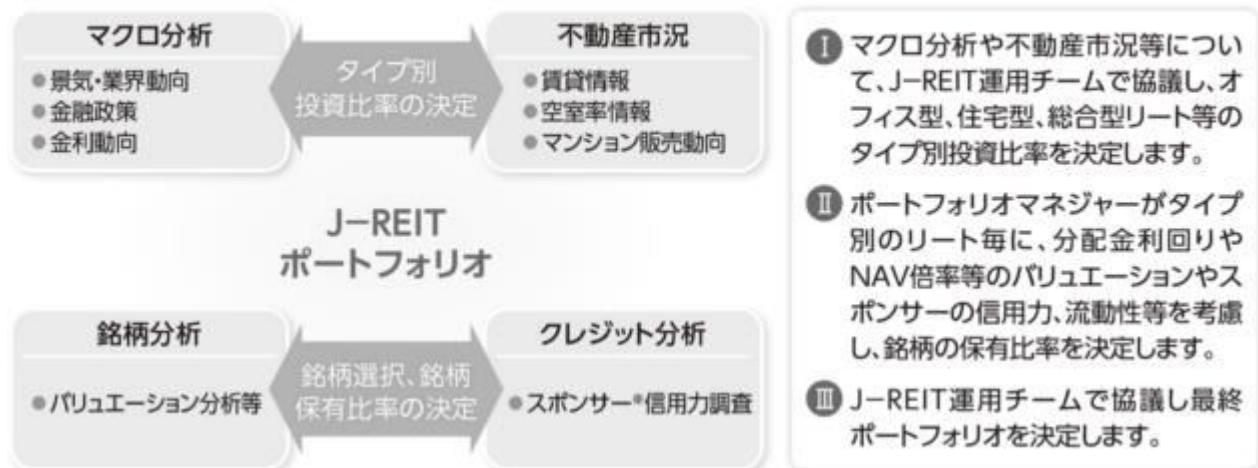 マクロ分析
●景気・業界動向
●金融政策
●金利動向
タイプ別
投資比率の決定
不動産市況
●賃貸情報
●空室率情報
●マンション販売動向
J−REIT
ポートフォリオ
銘柄分析
●バリュエーション分析等
銘柄選択、銘柄
保有比率の決定
クレジット分析
●スポンサー*信用力調査
Ⅰ マクロ分析や不動産市況等につい
て、J−REIT運用チームで協議し、オ
フィス型、住宅型、総合型リート等の
タイプ別投資比率を決定します。
Ⅱ ポートフォリオマネジャーがタイプ
別のリート毎に、分配金利回りや
NAV倍率等のバリュエーションやス
ポンサーの信用力、流動性等を考慮
し、銘柄の保有比率を決定します。
Ⅲ J−REIT運用チームで協議し最終
ポートフォリオを決定します。